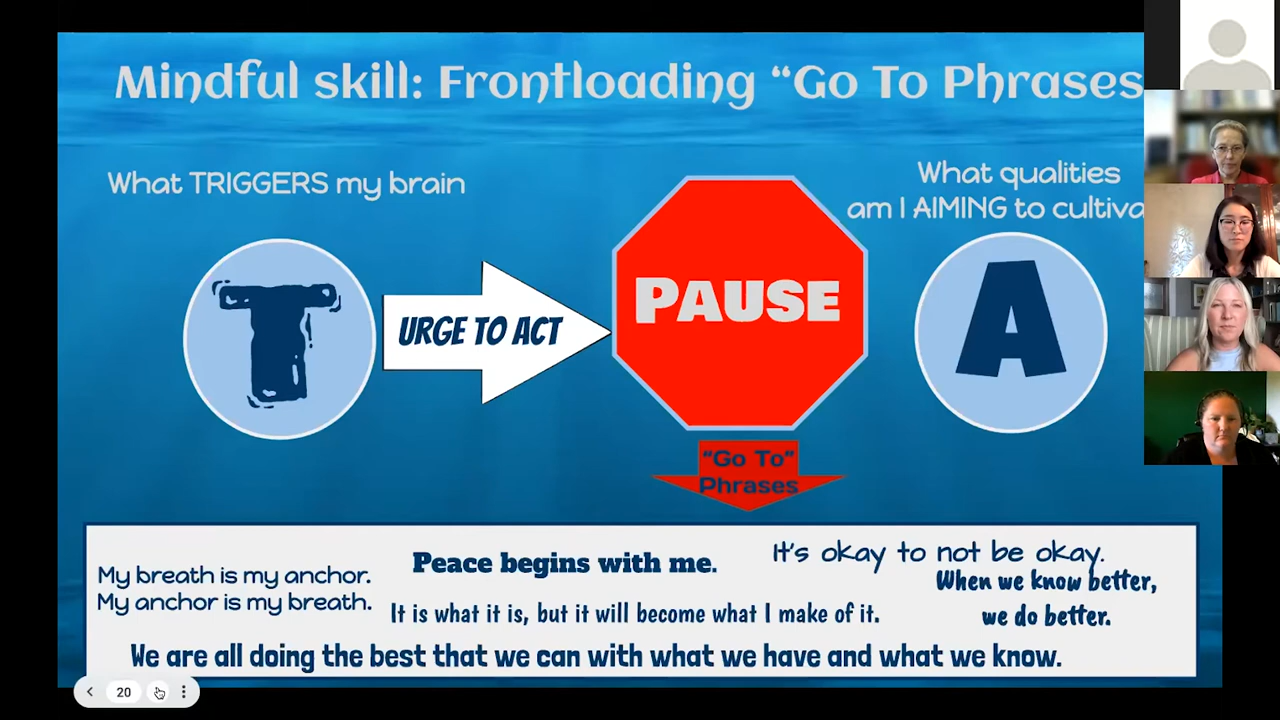 Mindful skill: Frontloading “Go To Phrases
What TRIGGERS my brain
What qualities
am I AIMING to cultiva
T
URGE TO ACT
PAUSE
A
“Go To”
Phrases
My breath is my anchor.
My anchor is my breath.
Peace begins with me.
It's okay to not be okay.
When we know better,
we do better.
It is what it is, but it will become what I make of it.
We are all doing the best that we can with what we have and what we know.
20